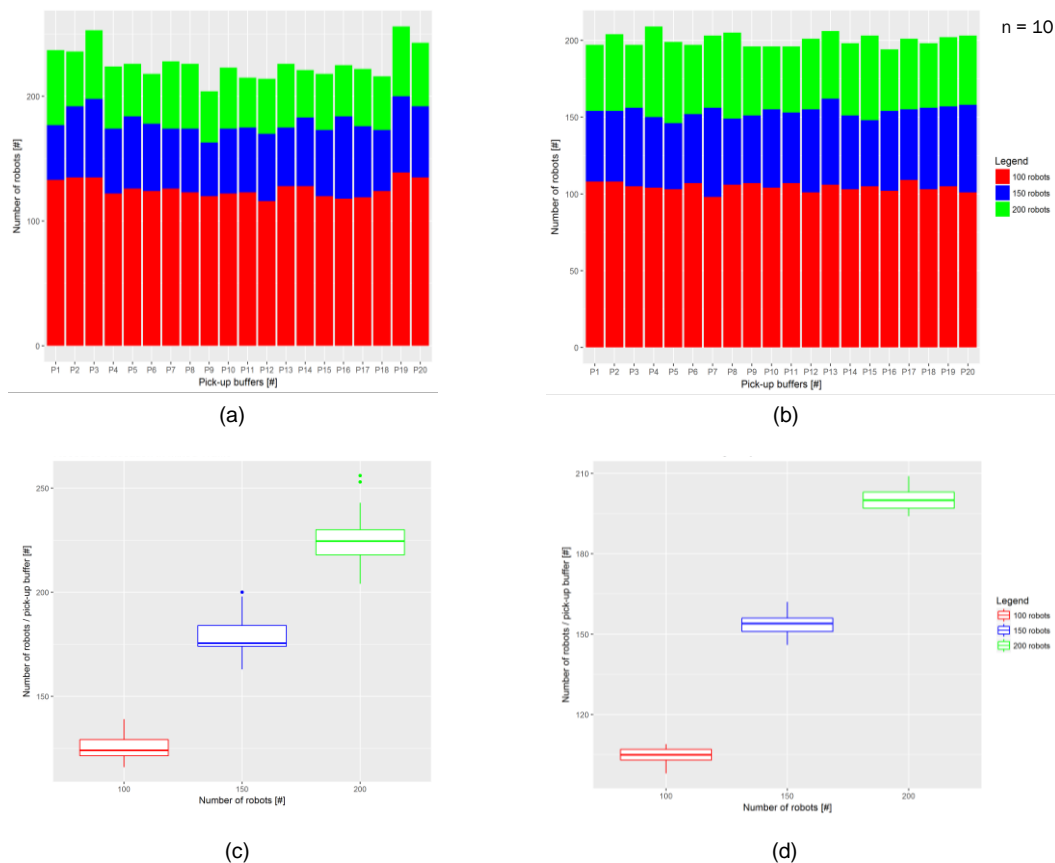 n = 10
Number of robots [#]
200
100
0
P1 P2 P3 P4 P5 P6 P7 P8 P9 P10 P11 P12 P13 P14 P15 P16 P17 P18 P19 P20
Pick-up buffers [#]
(a)
Number of robots [#]
200
150
100
50
0
P1 P2 P3 P4 P5 P6 P7 P8 P9 P10 P11 P12 P13 P14 P15 P16 P17 P18 P19 P20
Pick-up buffers [#]
(b)
Legend
100 robots
150 robots
200 robots
Number of robots / pick-up buffer [#]
250
200
150
100 150 200
Number of robots [#]
(c)
Number of robots / pick-up buffer [#]
210
180
150
120
100 150 200
Number of robots [#]
(d)
Legend
100 robots
150 robots
200 robots